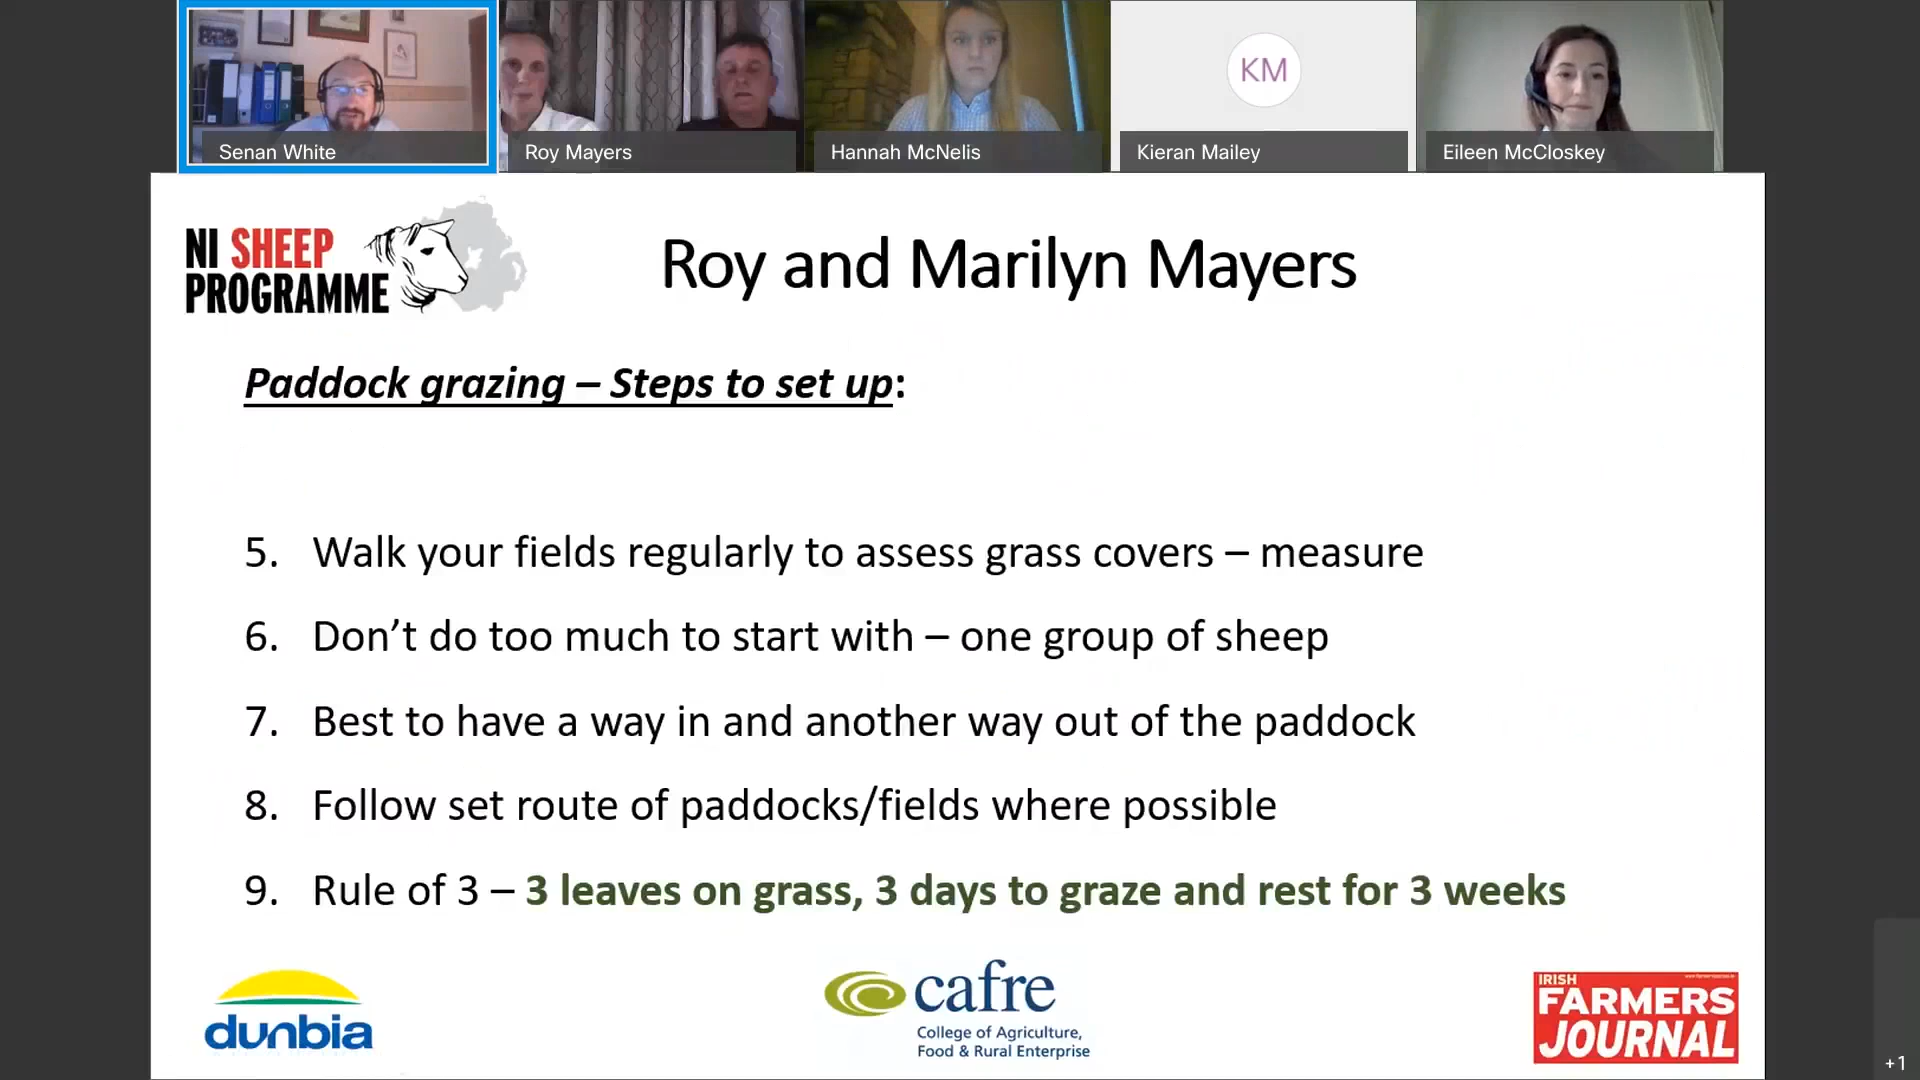 Senan White
Roy Mayers
Hannah McNelis
KM
Kieran Mailey
Eileen McCloskey
NI SHEEP
PROGRAMME
Roy and Marilyn Mayers
Paddock grazing – Steps to set up:
5. Walk your fields regularly to assess grass covers – measure
6. Don’t do too much to start with – one group of sheep
7. Best to have a way in and another way out of the paddock
8. Follow set route of paddocks/fields where possible
9. Rule of 3 – 3 leaves on grass, 3 days to graze and rest for 3 weeks
dunbia
cafre
College of Agriculture,
Food & Rural Enterprise
IRISH
FARMERS
JOURNAL
+1